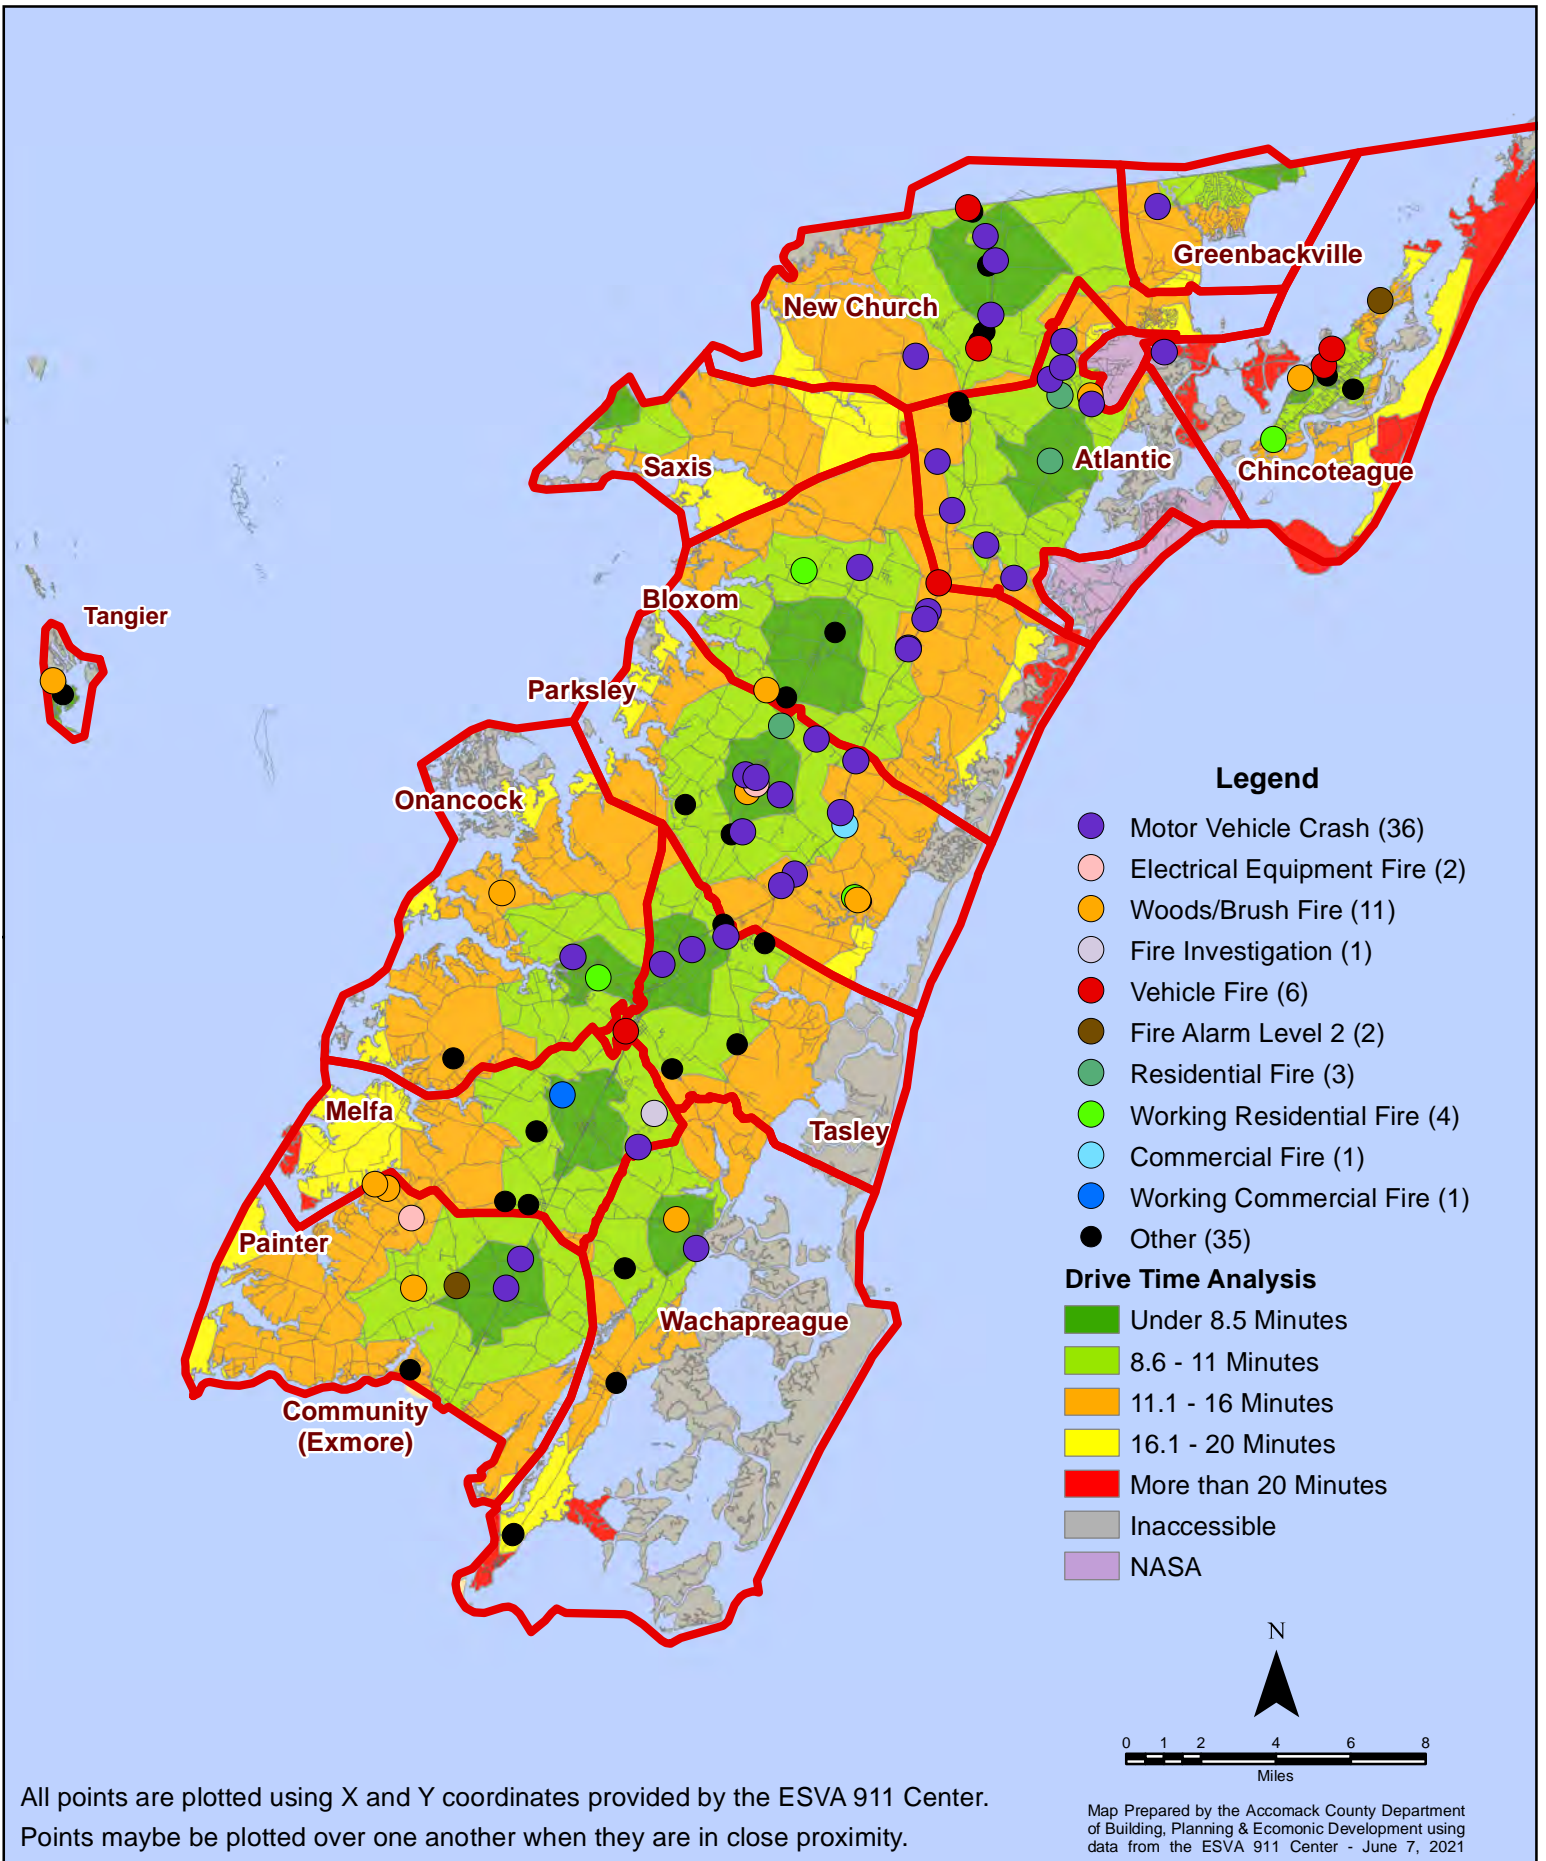 Greenbackville
New Church
Saxis
Atlantic
Chincoteague
Bloxom
Tangier
Parksley
Onancock
Melfa
Tasley
Painter
Wachapreague
Community
(Exmore)
Legend
Motor Vehicle Crash (36)
Electrical Equipment Fire (2)
Woods/Brush Fire (11)
Fire Investigation (1)
Vehicle Fire (6)
Fire Alarm Level 2 (2)
Residential Fire (3)
Working Residential Fire (4)
Commercial Fire (1)
Working Commercial Fire (1)
Other (35)
Drive Time Analysis
Under 8.5 Minutes
8.6 - 11 Minutes
11.1 - 16 Minutes
16.1 - 20 Minutes
More than 20 Minutes
Inaccessible
NASA
N
0 1 2 4 6 8
Miles
All points are plotted using X and Y coordinates provided by the ESVA 911 Center.
Points maybe be plotted over one another when they are in close proximity.
Map Prepared by the Accomack County Department
of Building, Planning & Ecomonic Development using
data from the ESVA 911 Center - June 7, 2021